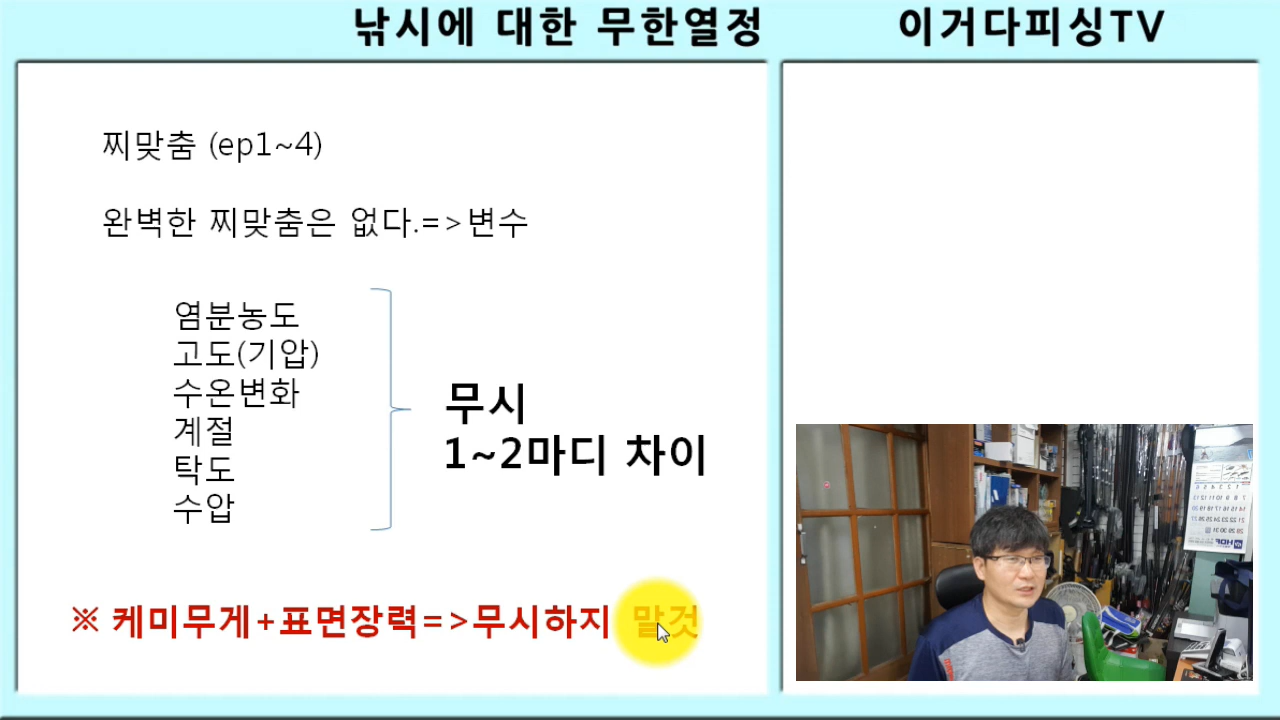 낚시에 대한 무한열정
이거다피싱TV
찌맞춤 (ep1~4)
완벽한 찌맞춤은 없다.=>변수
염분농도
고도(기압)
수온변화
계절
탁도
수압
무시
1~2마디 차이
※ 케미무게+표면장력=>무시하지 말것